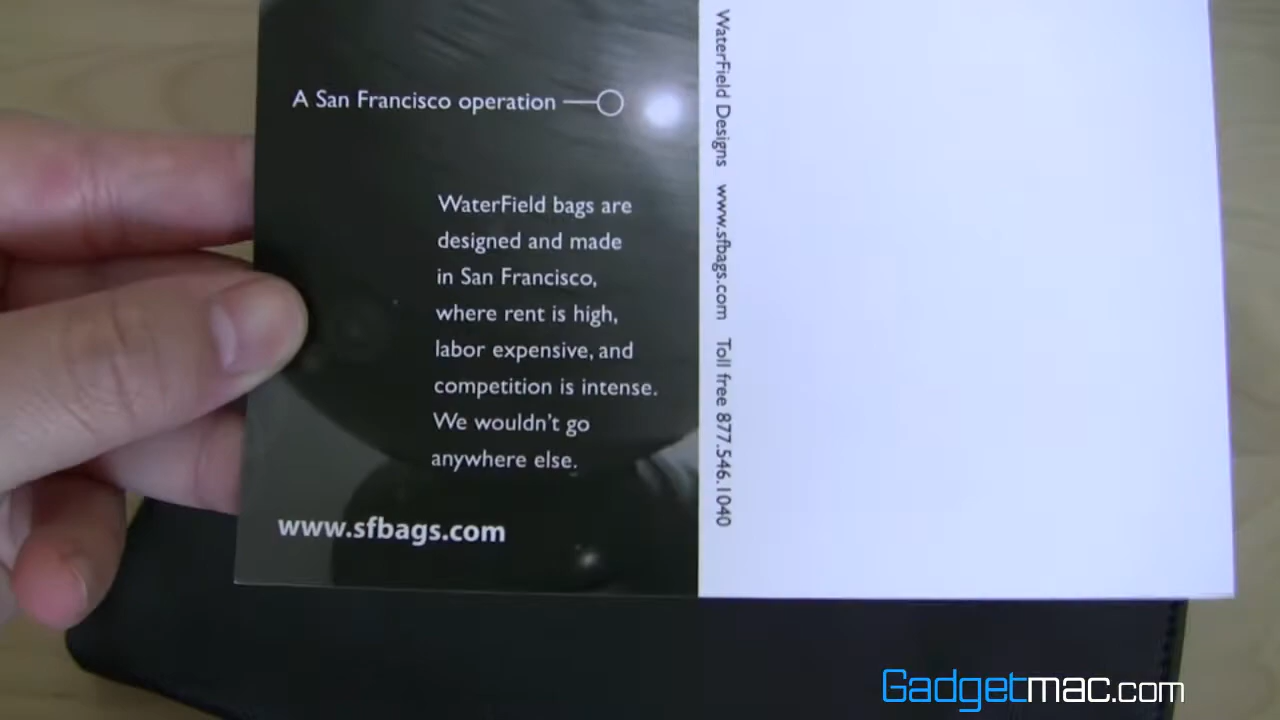 A San Francisco operation
WaterField bags are
designed and made
in San Francisco,
where rent is high,
labor expensive, and
competition is intense.
We wouldn't go
anywhere else.
www.sfbags.com
WaterField Designs www.sfbags.com Toll free 877.546.1040
Gadgetmac.com